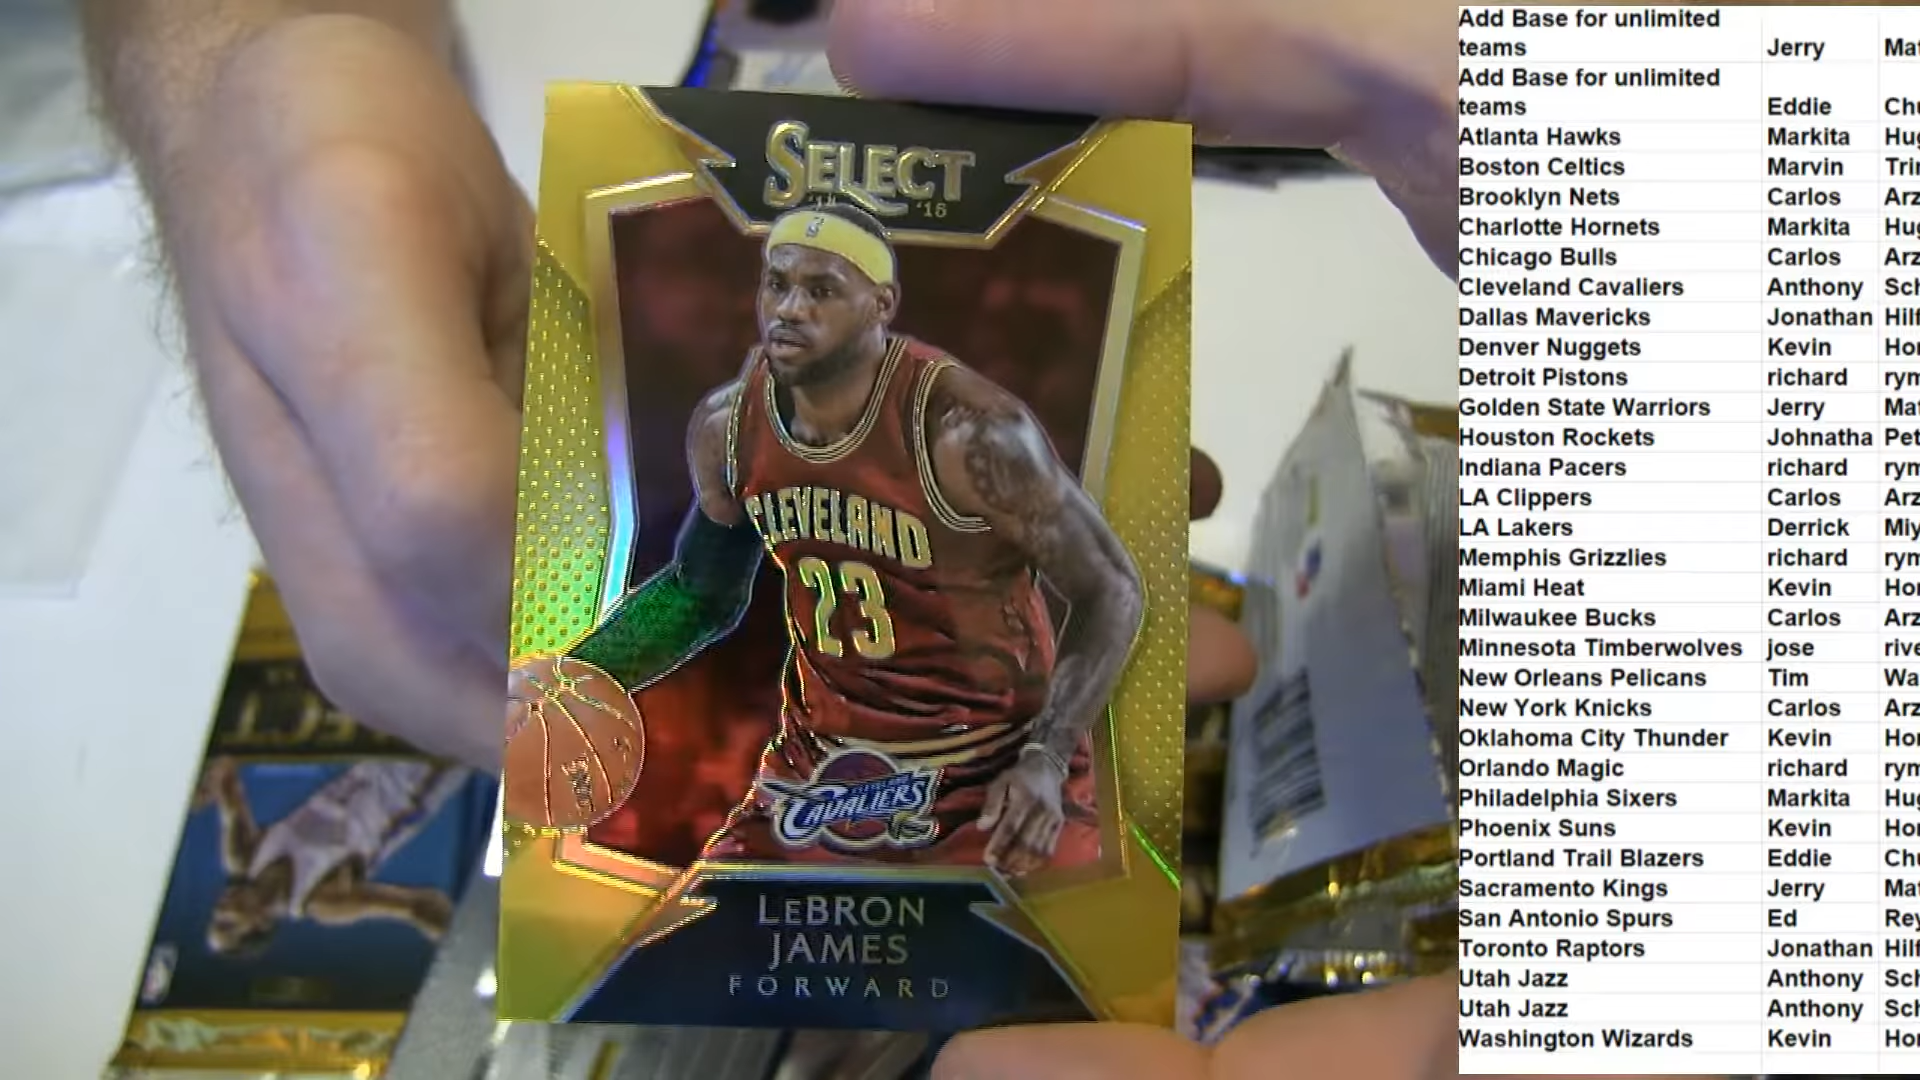 SELECT
'15
CLEVELAND
23
CAVALIERS
LEBRON
JAMES
FORWARD
Add Base for unlimited
teams Jerry
Add Base for unlimited
teams Eddie
Atlanta Hawks Markita
Boston Celtics Marvin
Brooklyn Nets Carlos
Charlotte Hornets Markita
Chicago Bulls Carlos
Cleveland Cavaliers Anthony
Dallas Mavericks Jonathan
Denver Nuggets Kevin
Detroit Pistons richard
Golden State Warriors Jerry
Houston Rockets Johnatha
Indiana Pacers richard
LA Clippers Carlos
LA Lakers Derrick
Memphis Grizzlies richard
Miami Heat Kevin
Milwaukee Bucks Carlos
Minnesota Timberwolves jose
New Orleans Pelicans Tim
New York Knicks Carlos
Oklahoma City Thunder Kevin
Orlando Magic richard
Philadelphia Sixers Markita
Phoenix Suns Kevin
Portland Trail Blazers Eddie
Sacramento Kings Jerry
San Antonio Spurs Ed
Toronto Raptors Jonathan
Utah Jazz Anthony
Utah Jazz Anthony
Washington Wizards Kevin